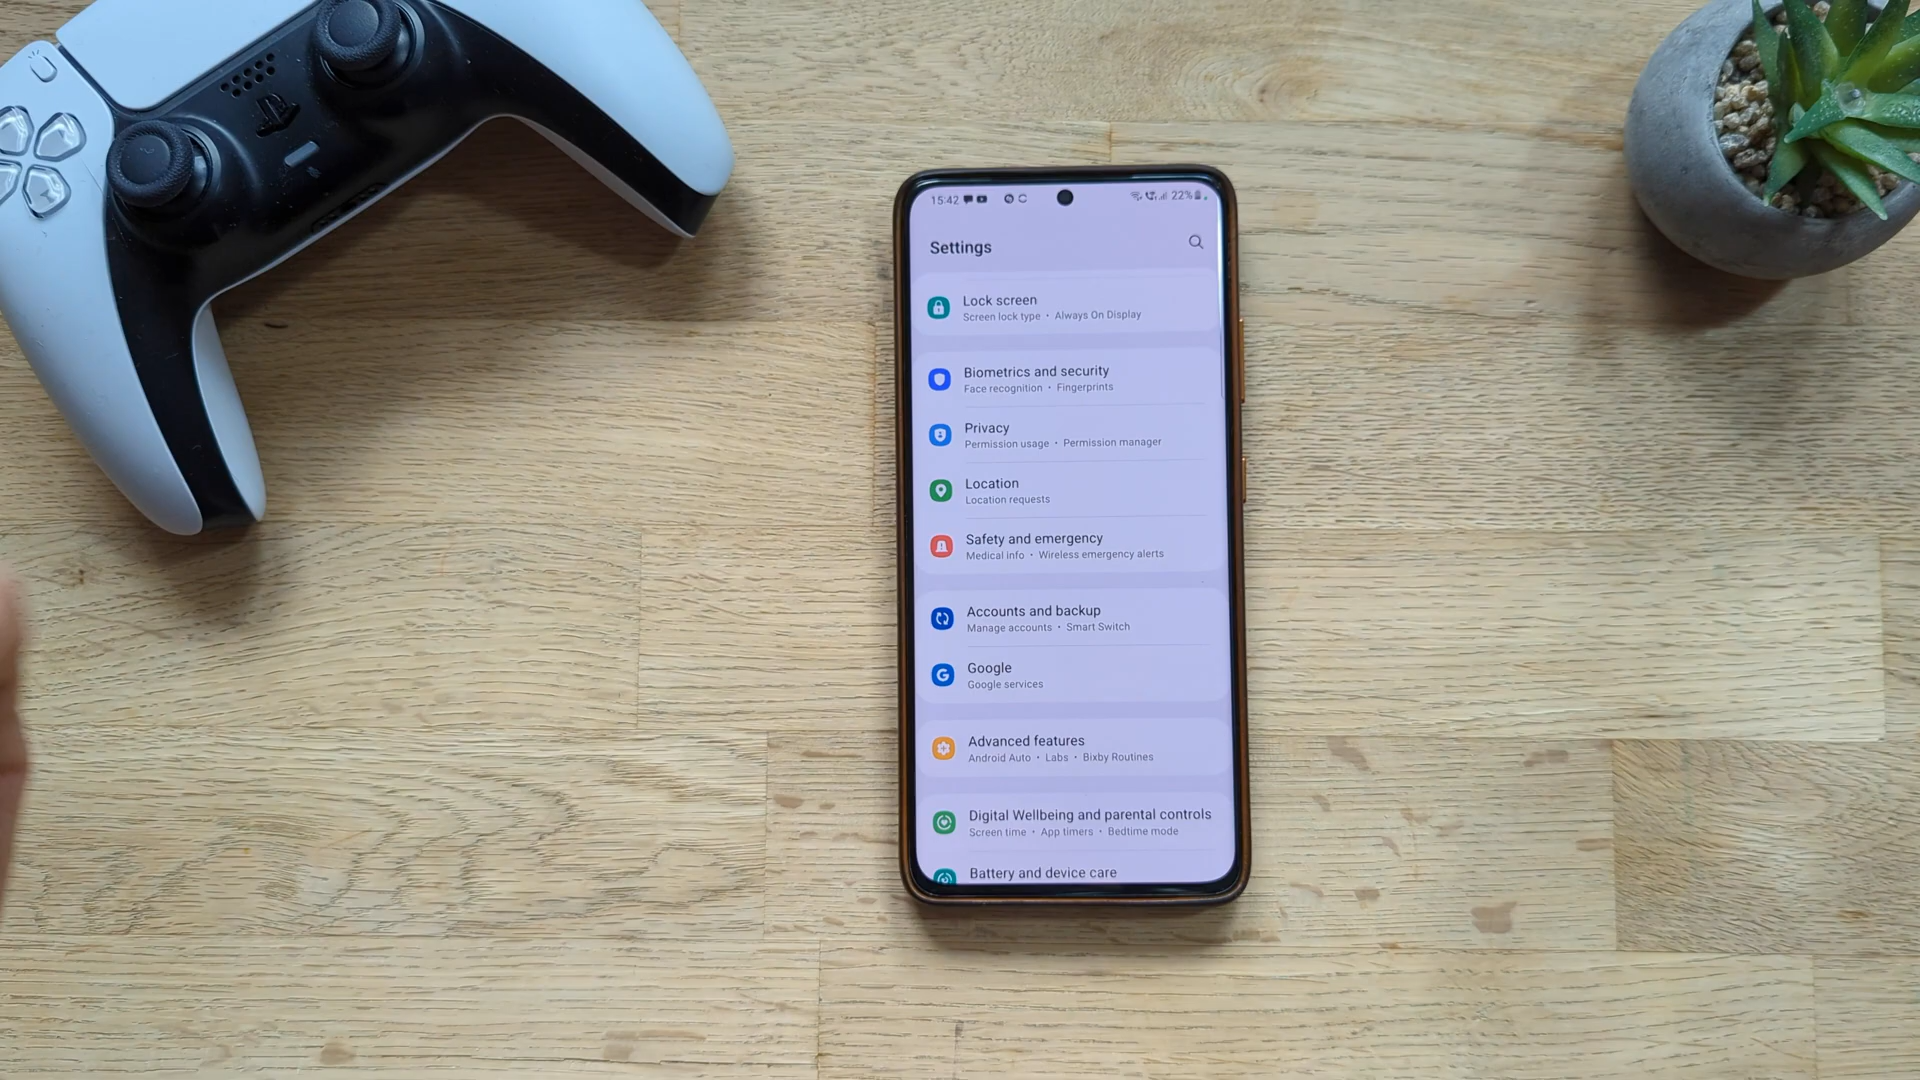 15:42 22%
Settings
Lock screen
Screen lock type • Always On Display
Biometrics and security
Face recognition • Fingerprints
Privacy
Permission usage • Permission manager
Location
Location requests
Safety and emergency
Medical info • Wireless emergency alerts
Accounts and backup
Manage accounts • Smart Switch
Google
Google services
Advanced features
Android Auto • Labs • Bixby Routines
Digital Wellbeing and parental controls
Screen time • App timers • Bedtime mode
Battery and device care